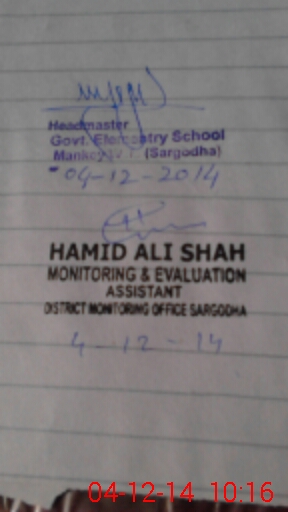 Headmaster
Govt. Elementry School
(Sargodha)
04-12-2014
HAMID ALI SHAH
MONITORING & EVALUATION
ASSISTANT
DISTRICT MONITORING OFFICE SARGODHA
4-12-14
04-12-14 10:16